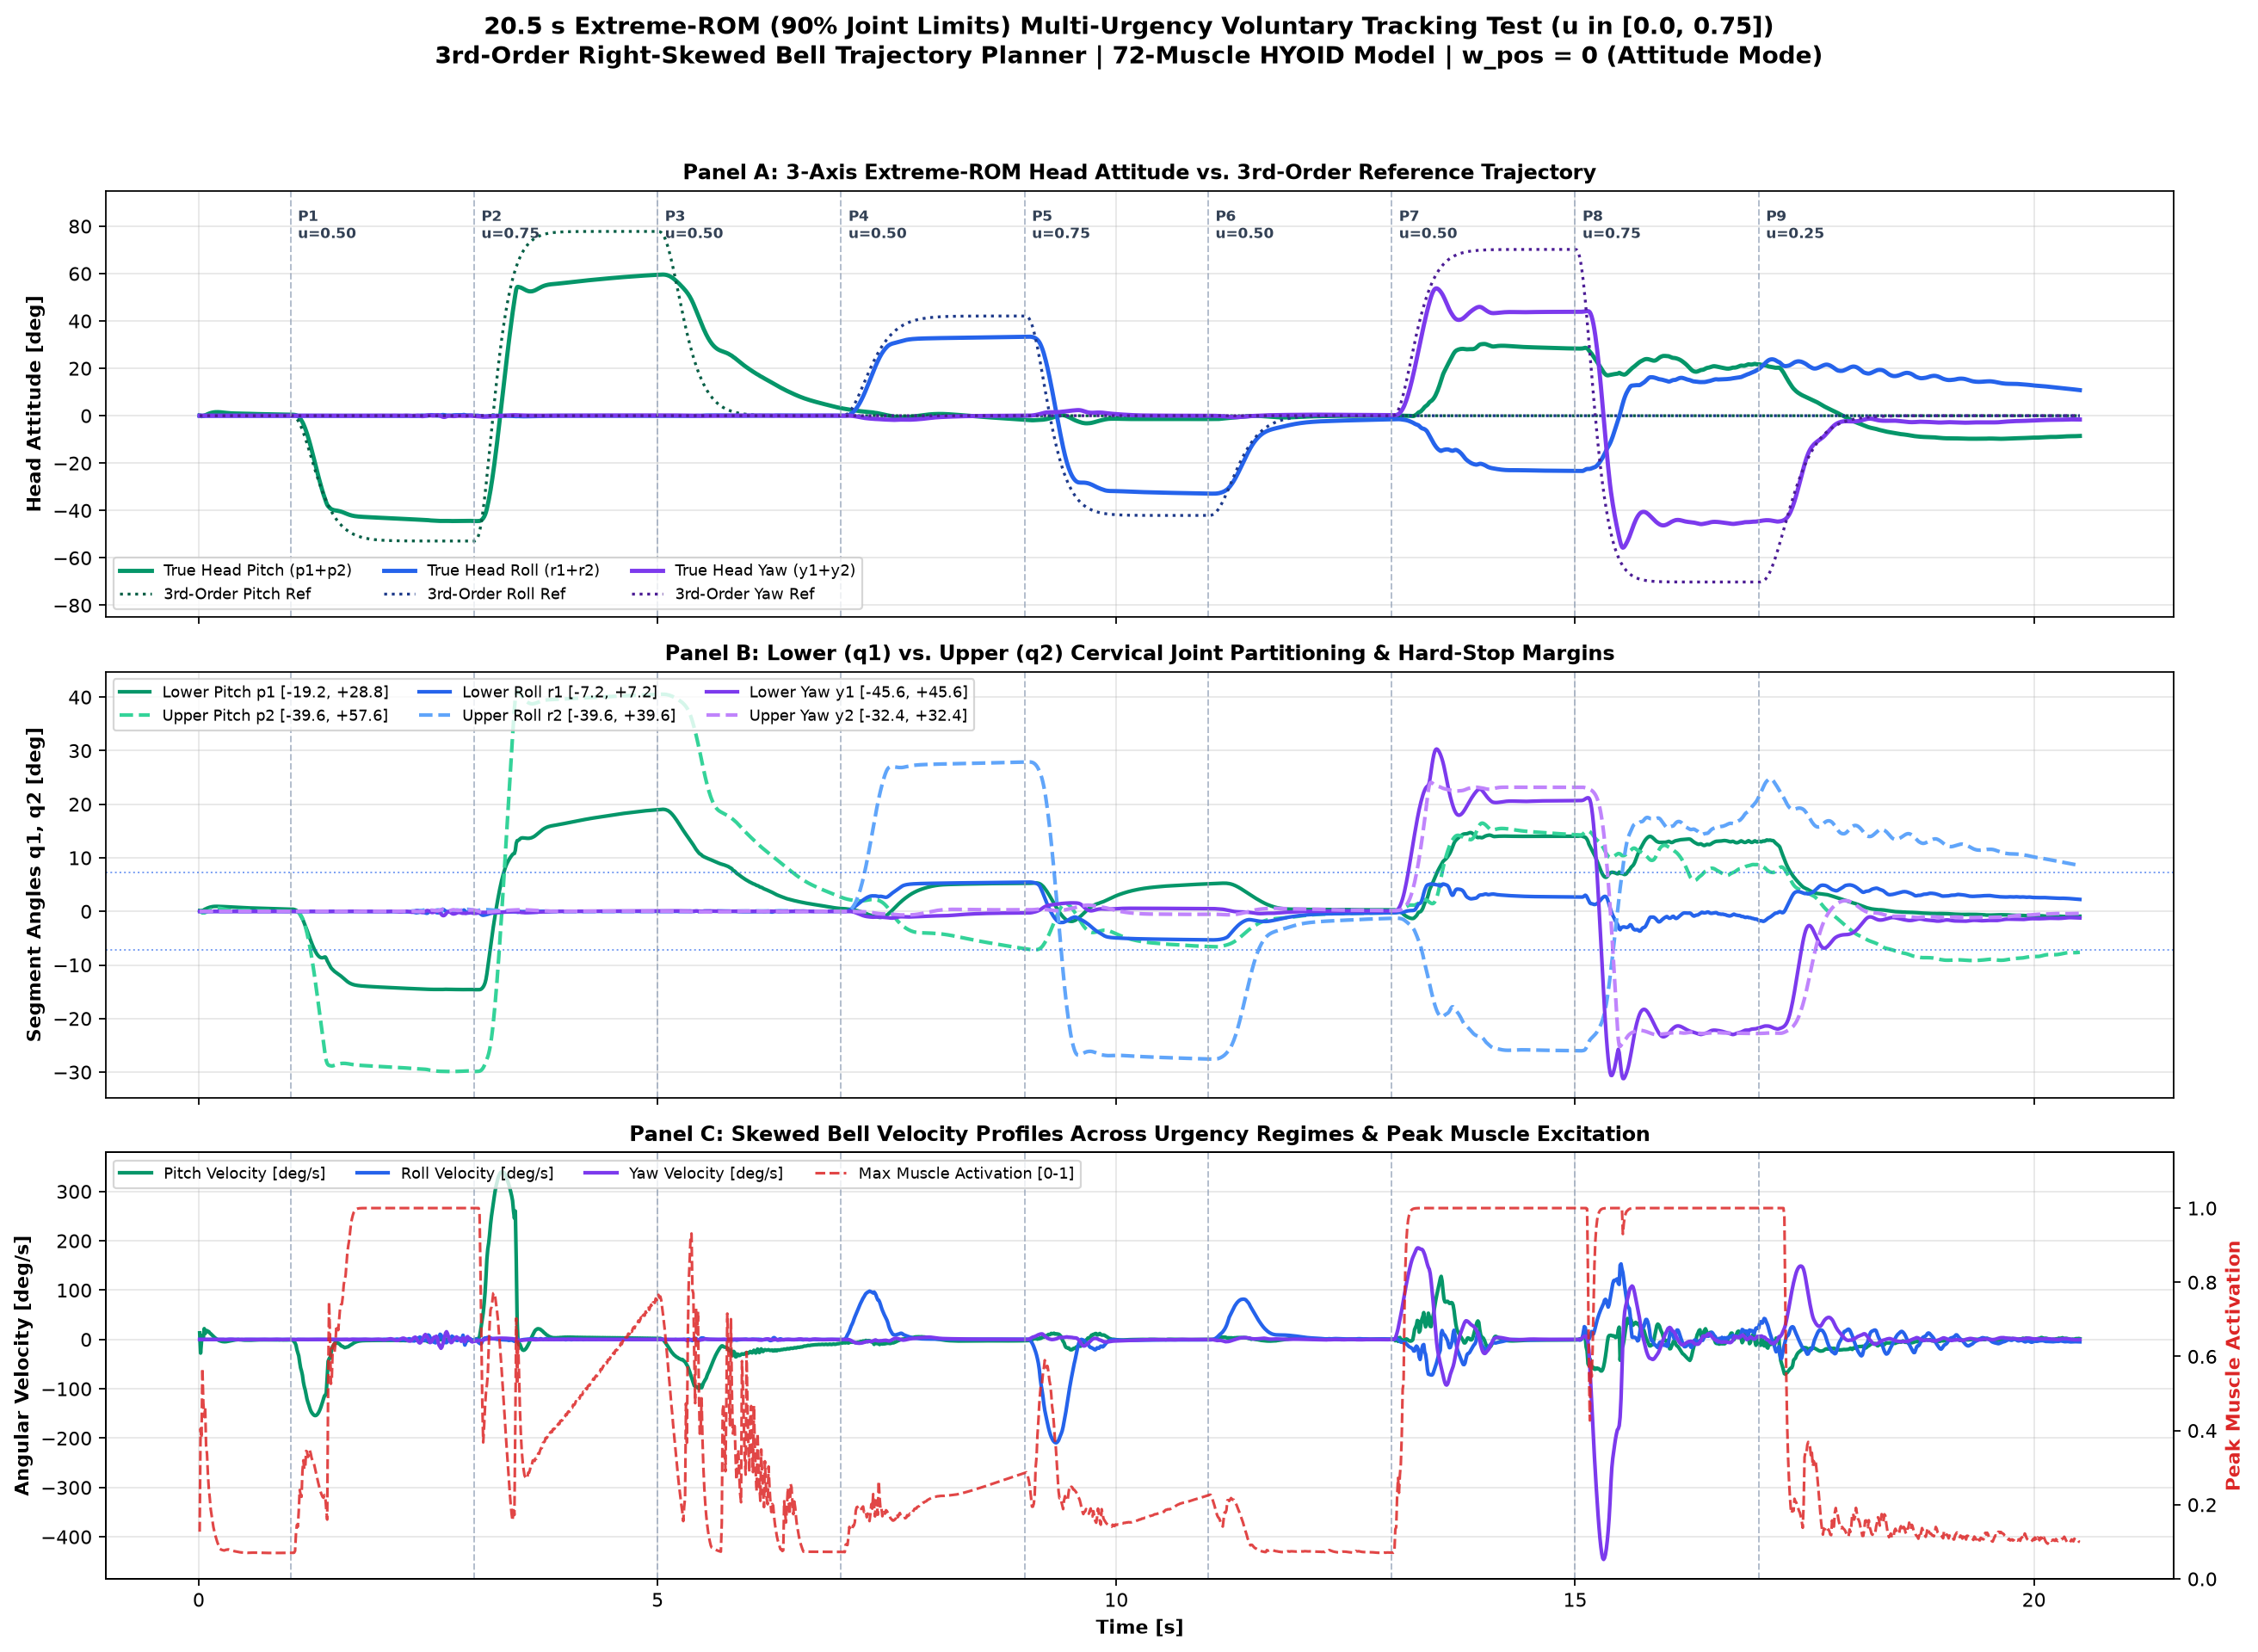 20.5 s Extreme-ROM (90% Joint Limits) Multi-Urgency Voluntary Tracking Test (u in [0.0, 0.75])
3rd-Order Right-Skewed Bell Trajectory Planner | 72-Muscle HYOID Model | w_pos = 0 (Attitude Mode)
Panel A: 3-Axis Extreme-ROM Head Attitude vs. 3rd-Order Reference Trajectory
P1 P2 P3 P4 P5 P6 P7 P8 P9
u=0.50 u=0.75 u=0.50 u=0.50 u=0.75 u=0.50 u=0.50 u=0.75 u=0.25
80
60
40
20
0
−20
−40
−60
−80
Head Attitude [deg]
True Head Pitch (p1+p2) True Head Roll (r1+r2) True Head Yaw (y1+y2)
3rd-Order Pitch Ref 3rd-Order Roll Ref 3rd-Order Yaw Ref
Panel B: Lower (q1) vs. Upper (q2) Cervical Joint Partitioning & Hard-Stop Margins
Lower Pitch p1 [-19.2, +28.8] Lower Roll r1 [-7.2, +7.2] Lower Yaw y1 [-45.6, +45.6]
Upper Pitch p2 [-39.6, +57.6] Upper Roll r2 [-39.6, +39.6] Upper Yaw y2 [-32.4, +32.4]
40
30
20
10
0
−10
−20
−30
Segment Angles q1, q2 [deg]
Panel C: Skewed Bell Velocity Profiles Across Urgency Regimes & Peak Muscle Excitation
Pitch Velocity [deg/s] Roll Velocity [deg/s] Yaw Velocity [deg/s] Max Muscle Activation [0-1]
300
200
100
0
−100
−200
−300
−400
Angular Velocity [deg/s]
1.0
0.8
0.6
0.4
0.2
0.0
Peak Muscle Activation
0 5 10 15 20
Time [s]